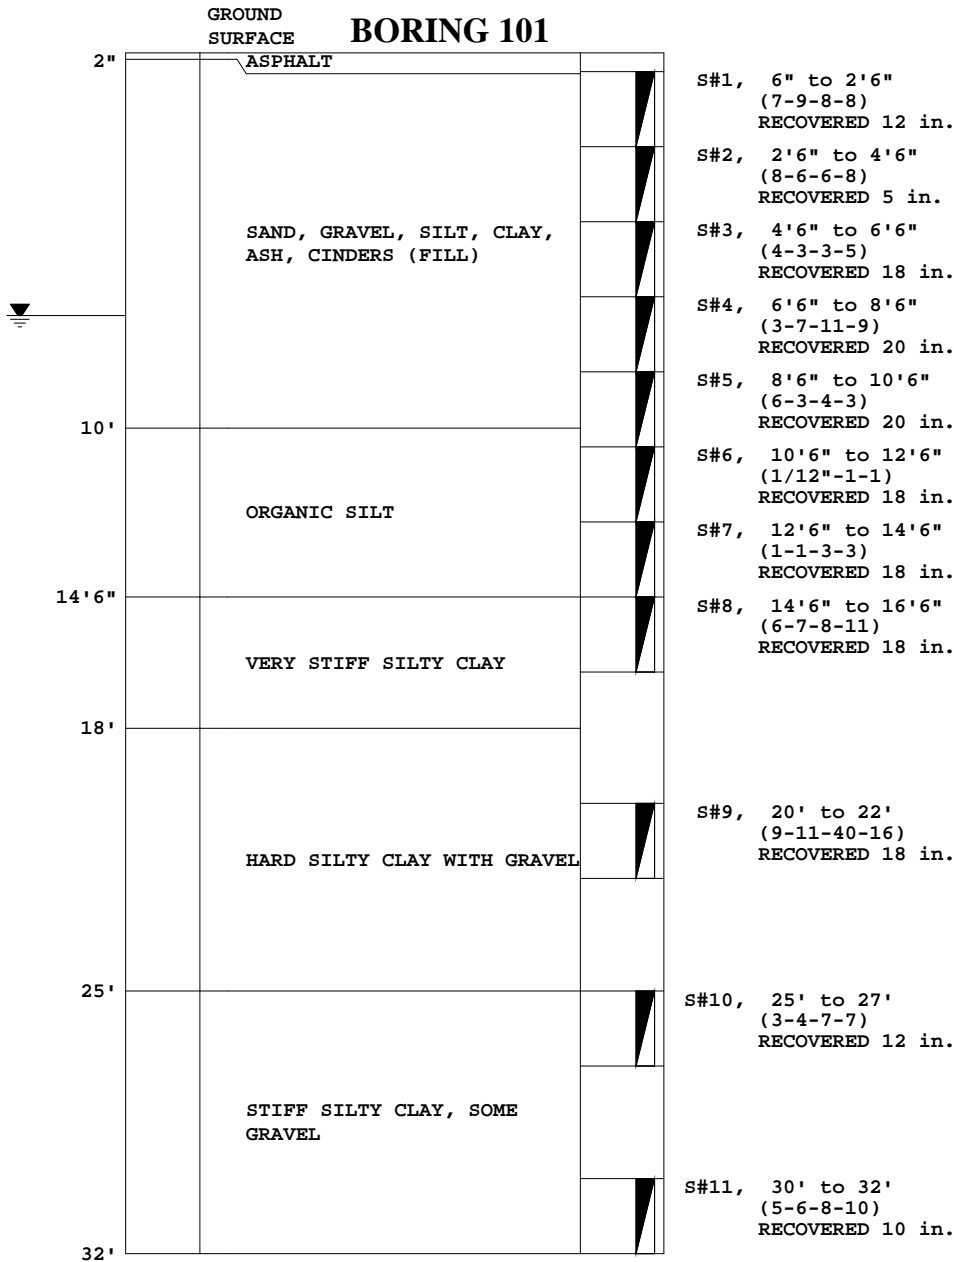 GROUND
SURFACE
BORING 101
2"
ASPHALT
S#1, 6" to 2'6"
(7-9-8-8)
RECOVERED 12 in.
S#2, 2'6" to 4'6"
(8-6-6-8)
RECOVERED 5 in.
SAND, GRAVEL, SILT, CLAY,
ASH, CINDERS (FILL)
S#3, 4'6" to 6'6"
(4-3-3-5)
RECOVERED 18 in.
S#4, 6'6" to 8'6"
(3-7-11-9)
RECOVERED 20 in.
S#5, 8'6" to 10'6"
(6-3-4-3)
RECOVERED 20 in.
10'
S#6, 10'6" to 12'6"
(1/12"-1-1)
RECOVERED 18 in.
ORGANIC SILT
S#7, 12'6" to 14'6"
(1-1-3-3)
RECOVERED 18 in.
14'6"
S#8, 14'6" to 16'6"
(6-7-8-11)
RECOVERED 18 in.
VERY STIFF SILTY CLAY
18'
S#9, 20' to 22'
(9-11-40-16)
RECOVERED 18 in.
HARD SILTY CLAY WITH GRAVEL
25'
S#10, 25' to 27'
(3-4-7-7)
RECOVERED 12 in.
STIFF SILTY CLAY, SOME
GRAVEL
S#11, 30' to 32'
(5-6-8-10)
RECOVERED 10 in.
32'